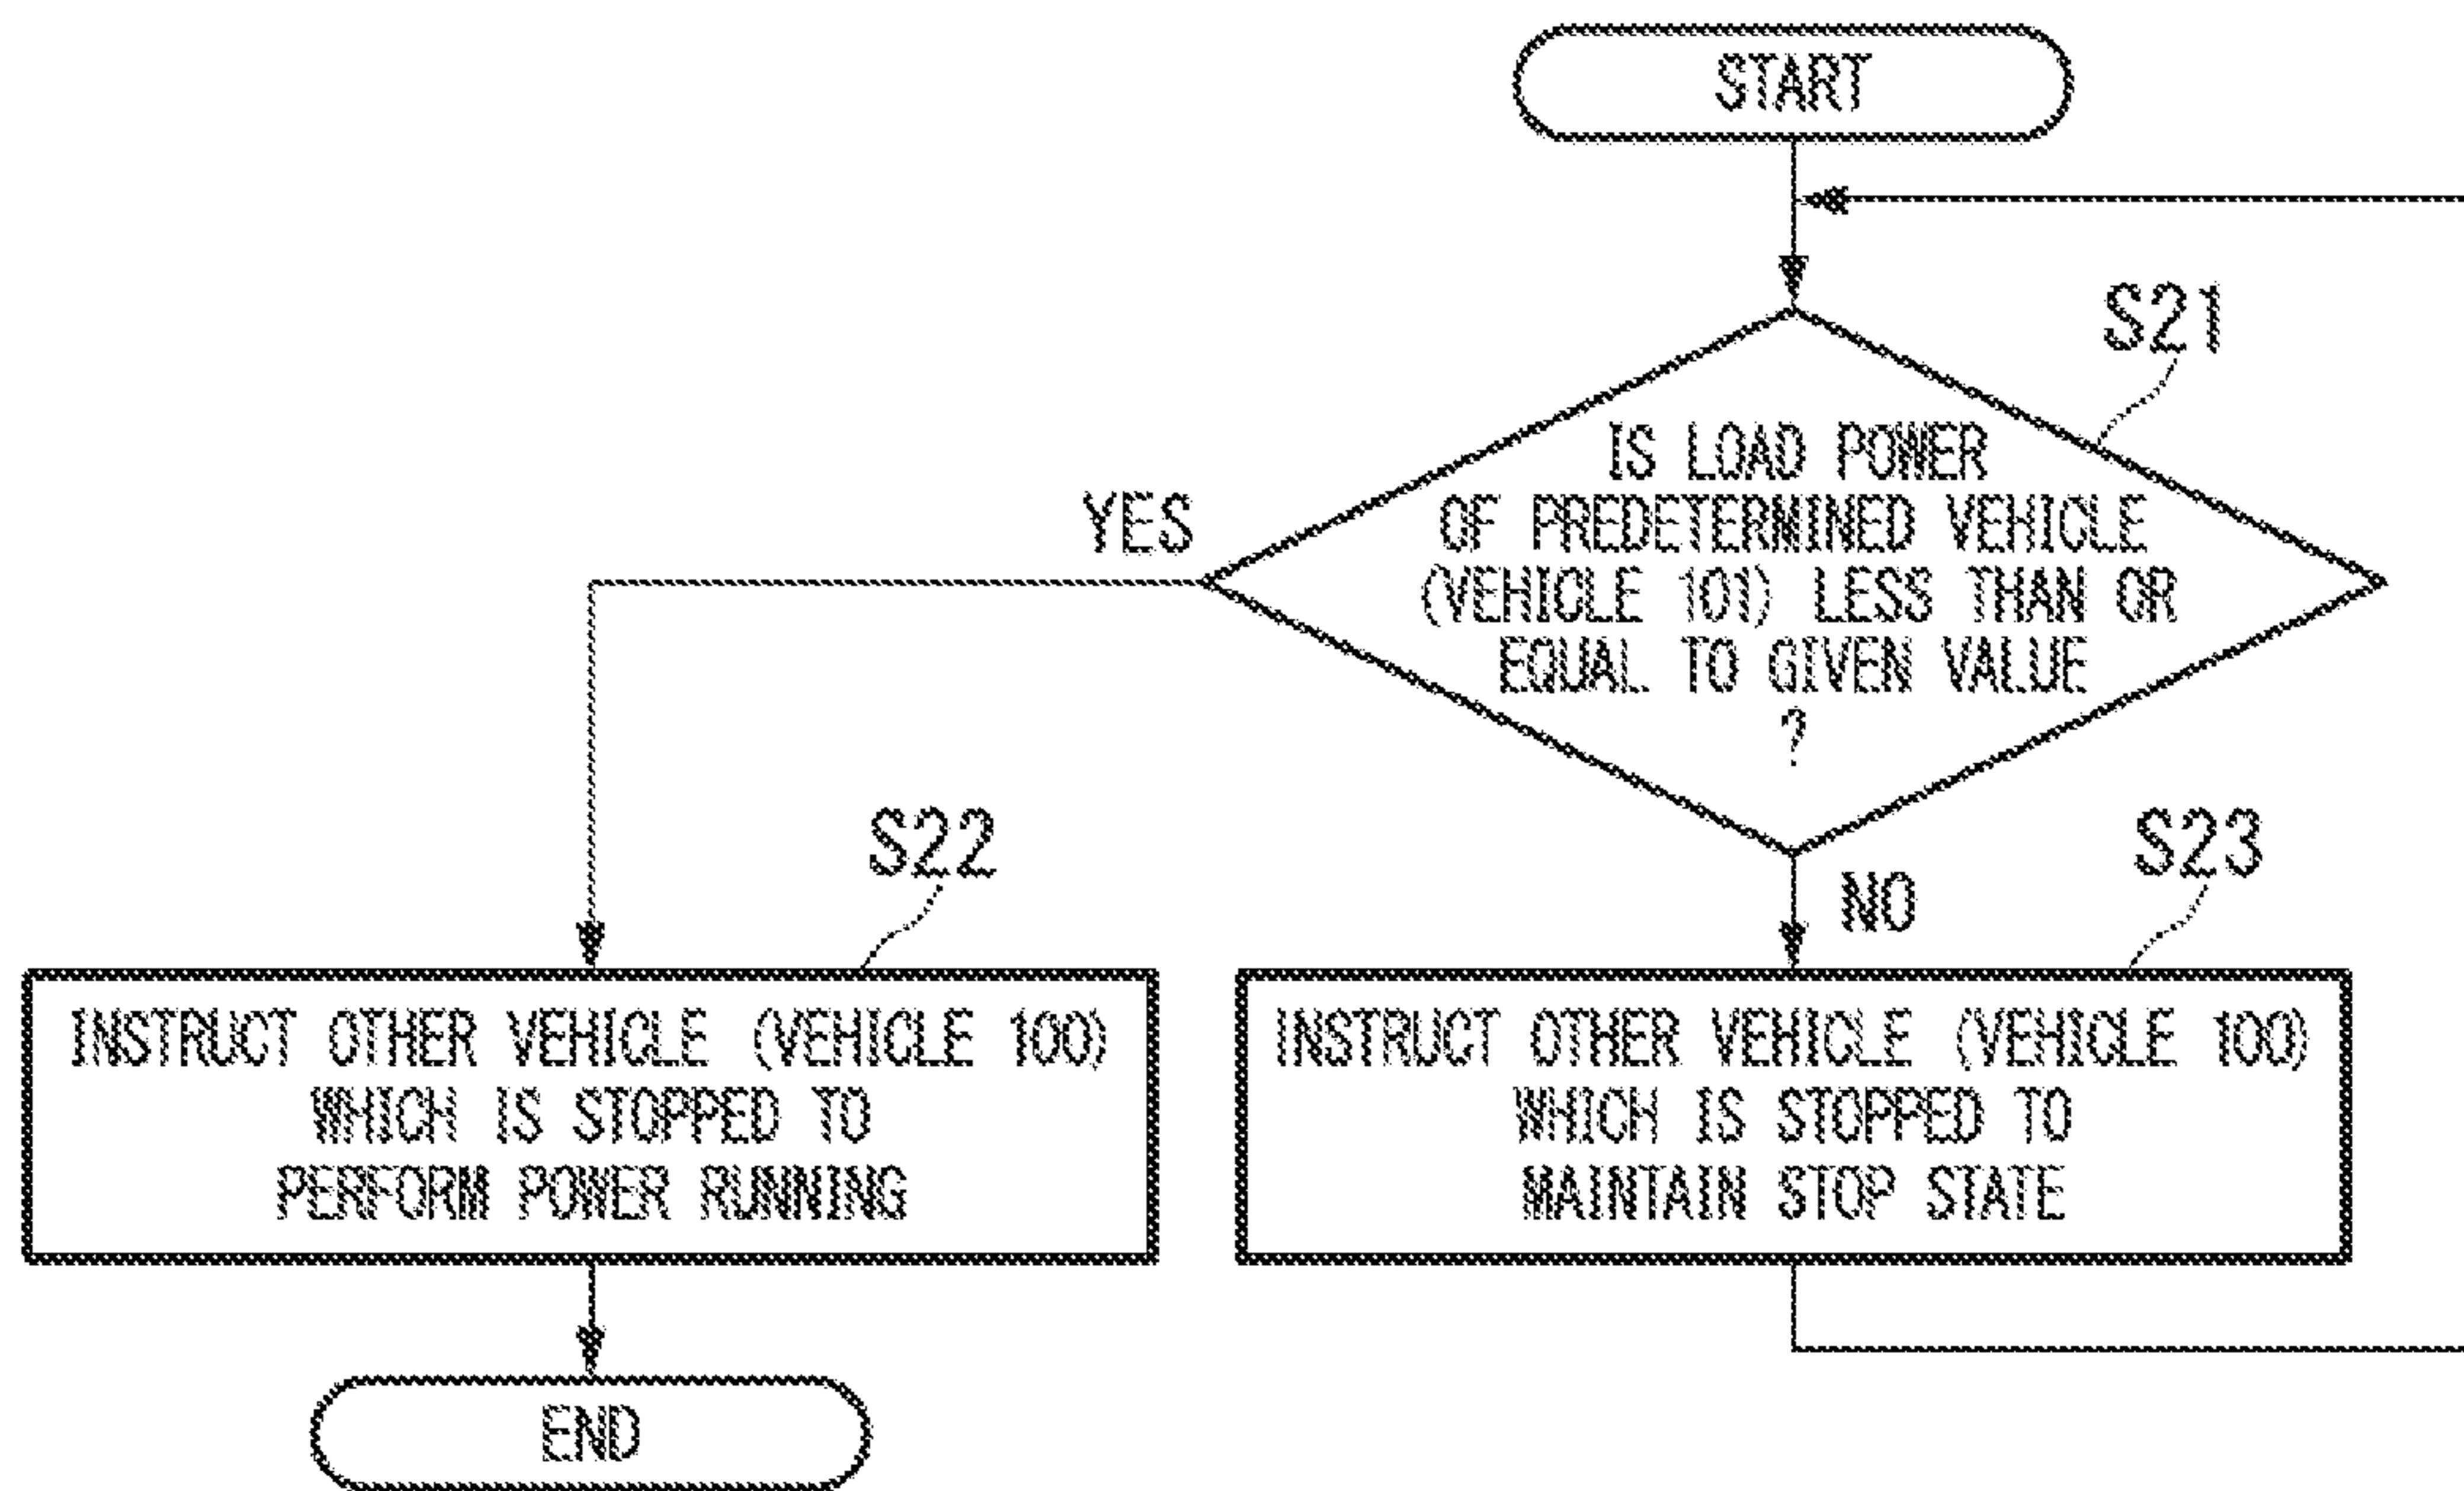 START
S21
IS LOAD POWER
OF PREDETERMINED VEHICLE
(VEHICLE 101) LESS THAN OR
EQUAL TO GIVEN VALUE
?
YES
NO
S22
INSTRUCT OTHER VEHICLE (VEHICLE 100)
WHICH IS STOPPED TO
PERFORM POWER RUNNING
S23
INSTRUCT OTHER VEHICLE (VEHICLE 100)
WHICH IS STOPPED TO
MAINTAIN STOP STATE
END